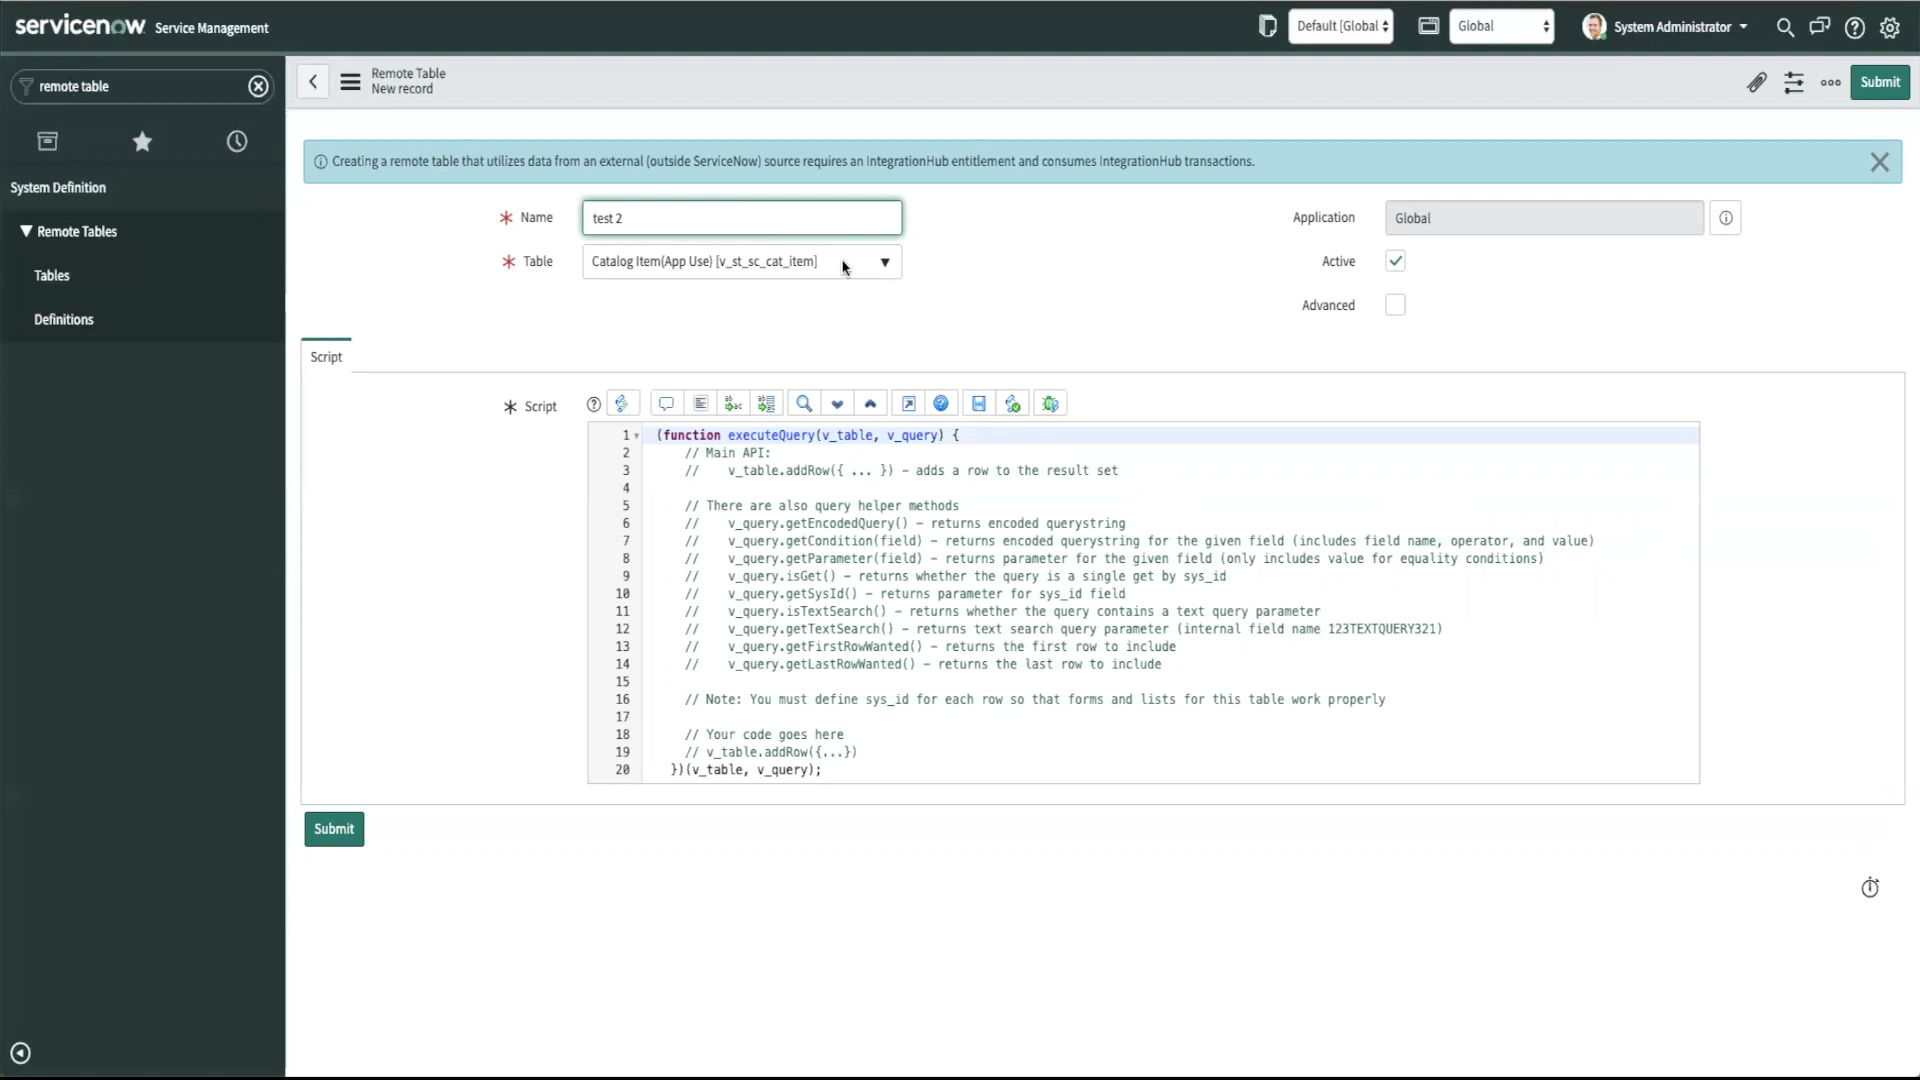 servicenow Service Management
Default [Global
Global
System Administrator
remote table
Remote Table
New record
Submit
System Definition
Remote Tables
Tables
Definitions
Creating a remote table that utilizes data from an external (outside ServiceNow) source requires an IntegrationHub entitlement and consumes IntegrationHub transactions.
Name
test 2
Application
Global
Table
Catalog Item(App Use) [v_st_sc_cat_item]
Active
Advanced
Script
Script
1 (function executeQuery(v_table, v_query) {
2 // Main API:
3 // v_table.addRow({ ... }) - adds a row to the result set
4
5 // There are also query helper methods
6 // v_query.getEncodedQuery() - returns encoded querystring
7 // v_query.getCondition(field) - returns encoded querystring for the given field (includes field name, operator, and value)
8 // v_query.getParameter(field) - returns parameter for the given field (only includes value for equality conditions)
9 // v_query.isGet() - returns whether the query is a single get by sys_id
10 // v_query.getSysId() - returns parameter for sys_id field
11 // v_query.isTextSearch() - returns whether the query contains a text query parameter
12 // v_query.getTextSearch() - returns text search query parameter (internal field name 123TEXTQUERY321)
13 // v_query.getFirstRowWanted() - returns the first row to include
14 // v_query.getLastRowWanted() - returns the last row to include
15
16 // Note: You must define sys_id for each row so that forms and lists for this table work properly
17
18 // Your code goes here
19 // v_table.addRow({...})
20 })(v_table, v_query);
Submit